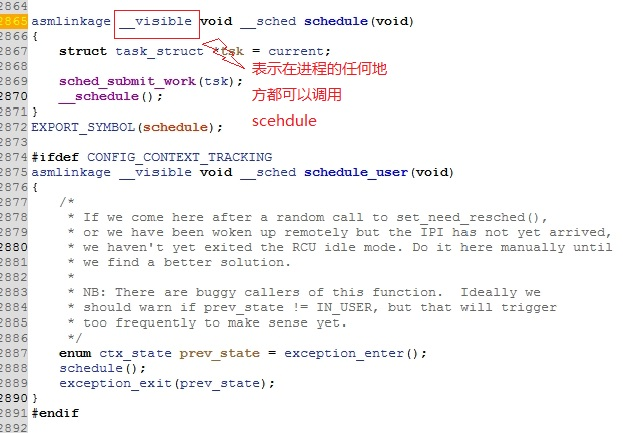 2864
2865 asmlinkage __visible void __sched schedule(void)
2866 {
2867 struct task_struct *tsk = current;
2868 表示在进程的任何地
2869 sched_submit_work(tsk);
2870 __schedule(); 方都可以调用
2871 }
2872 EXPORT_SYMBOL(schedule); scehdule
2873
2874 #ifdef CONFIG_CONTEXT_TRACKING
2875 asmlinkage __visible void __sched schedule_user(void)
2876 {
2877 /*
2878 * If we come here after a random call to set_need_resched(),
2879 * or we have been woken up remotely but the IPI has not yet arrived,
2880 * we haven't yet exited the RCU idle mode. Do it here manually until
2881 * we find a better solution.
2882 *
2883 * NB: There are buggy callers of this function. Ideally we
2884 * should warn if prev_state != IN_USER, but that will trigger
2885 * too frequently to make sense yet.
2886 */
2887 enum ctx_state prev_state = exception_enter();
2888 schedule();
2889 exception_exit(prev_state);
2890 }
2891 #endif
2892